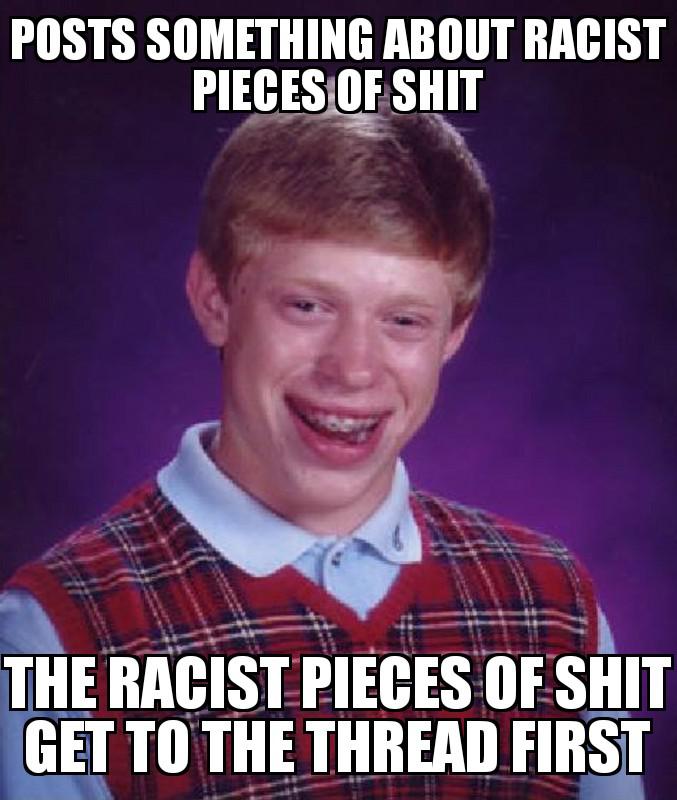 POSTS SOMETHING ABOUT RACIST
PIECES OF SHIT
THE RACIST PIECES OF SHIT
GET TO THE THREAD FIRST